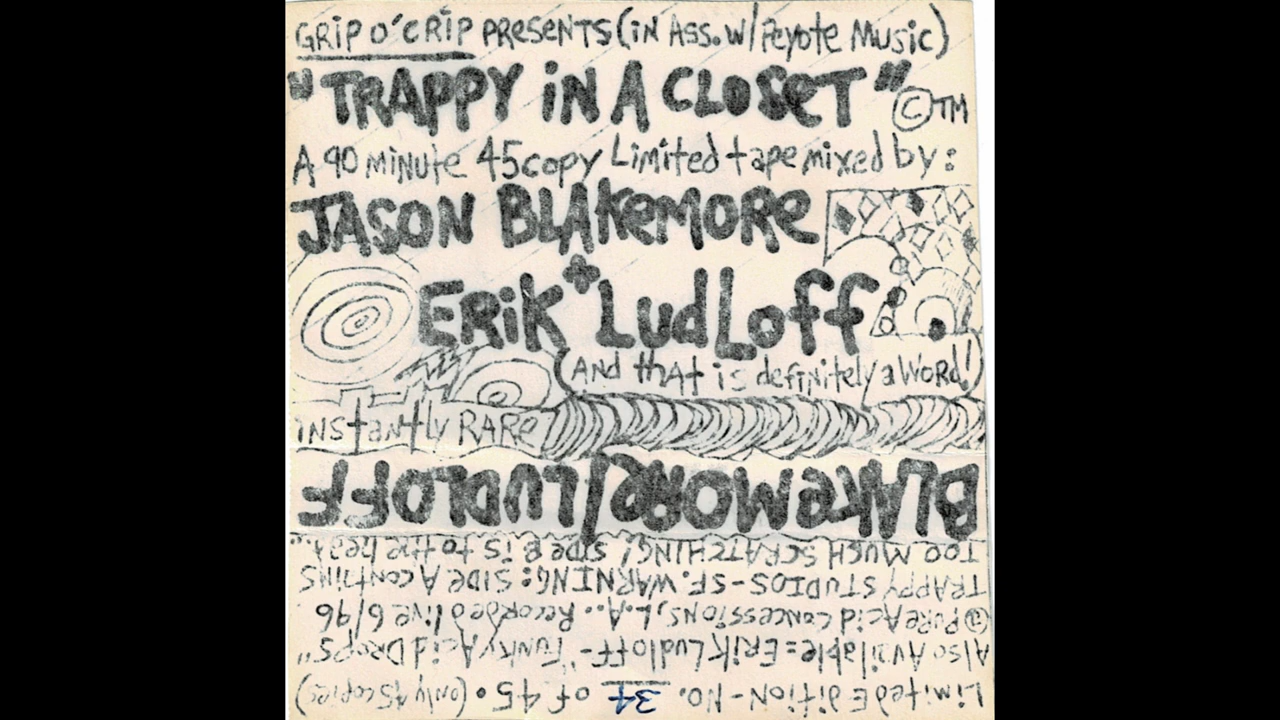 GRIP O'CRIP PRESENTS (iN Ass. w/Peyote Music)
"TRAPPY iN A CLOSET" © TM
A 90 MiNute 45 copy Limited tape mixed by:
JASON BLAKEMORE
+
ERiK LudLoff
(AND thAt is definitely a WORD!)
iNstantly RARe
Limited Edition - No. 34 of 45. (only 45 copies)
Also Available = ERiK Ludloff - "Funky Acid Drops"
@ PuRe Acid concessions, L.A.. Recorded live 6/96
TRAPPY STUDIOS - SF. WARNING: SIDE A contAins
TOO MUCH SCRATCHING! SIDE B is to the beat..
BLAKeMORe/LUDLOFF